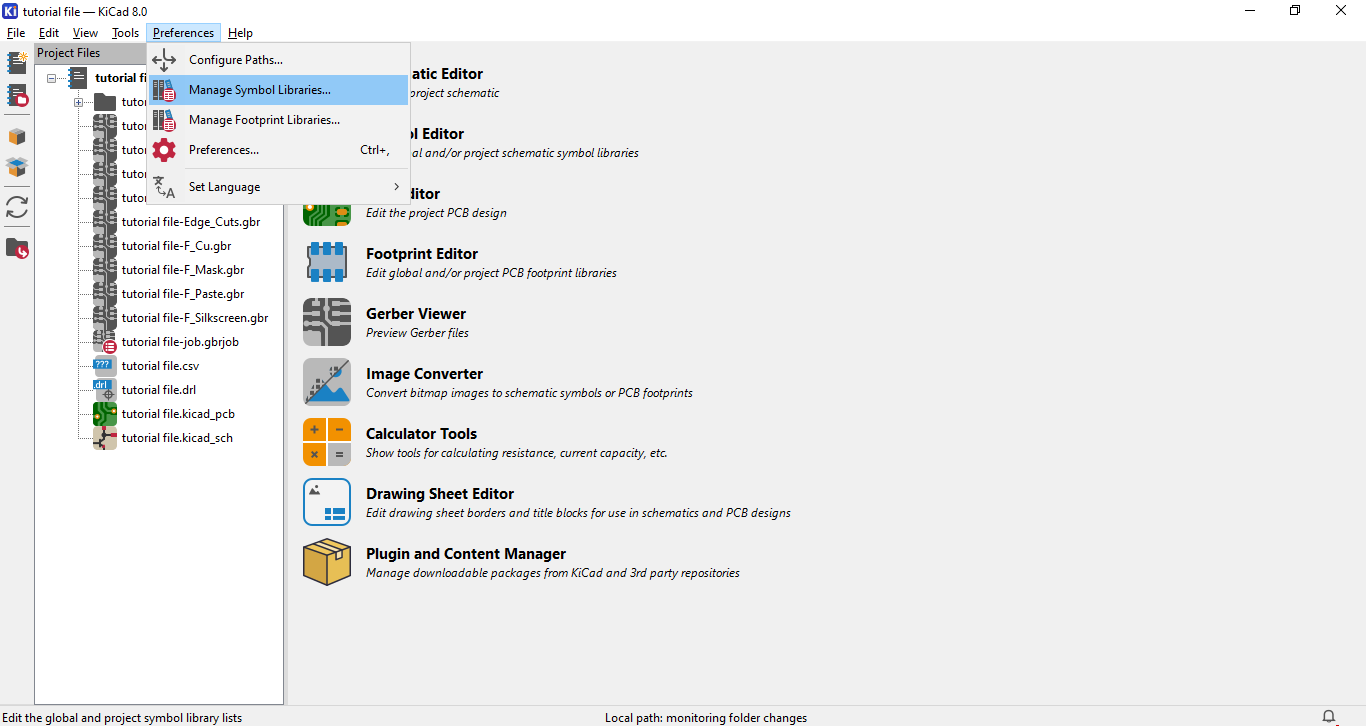 Ki tutorial file — KiCad 8.0
File Edit View Tools Preferences Help
Project Files
tutorial fi
tutor
tutor
tutor
tutor
tutor
Configure Paths...
Manage Symbol Libraries...
Manage Footprint Libraries...
Preferences... Ctrl+,
Set Language
tutorial file-Edge_Cuts.gbr
tutorial file-F_Cu.gbr
tutorial file-F_Mask.gbr
tutorial file-F_Paste.gbr
tutorial file-F_Silkscreen.gbr
tutorial file-job.gbrjob
??? tutorial file.csv
drl tutorial file.drl
tutorial file.kicad_pcb
tutorial file.kicad_sch
atic Editor
project schematic
ol Editor
al and/or project schematic symbol libraries
ditor
Edit the project PCB design
Footprint Editor
Edit global and/or project PCB footprint libraries
Gerber Viewer
Preview Gerber files
Image Converter
Convert bitmap images to schematic symbols or PCB footprints
Calculator Tools
Show tools for calculating resistance, current capacity, etc.
Drawing Sheet Editor
Edit drawing sheet borders and title blocks for use in schematics and PCB designs
Plugin and Content Manager
Manage downloadable packages from KiCad and 3rd party repositories
Edit the global and project symbol library lists
Local path: monitoring folder changes